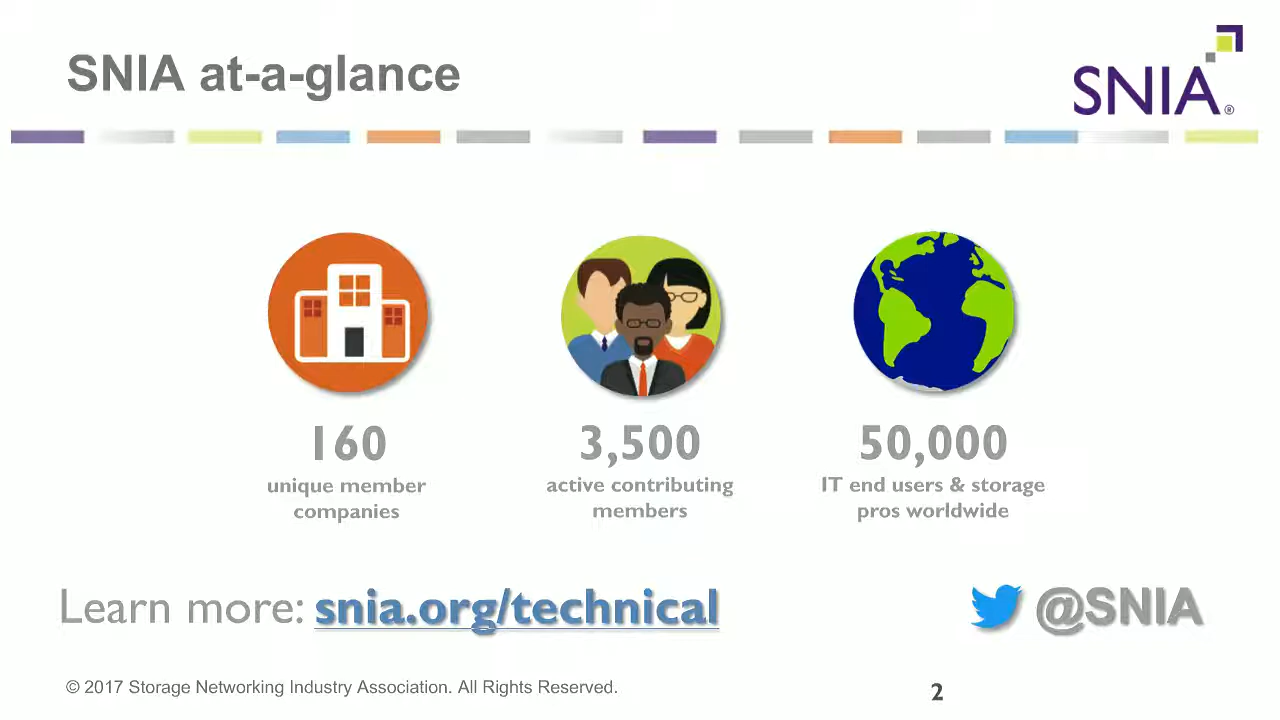 SNIA at-a-glance
SNIA®
160
unique member
companies
3,500
active contributing
members
50,000
IT end users & storage
pros worldwide
Learn more: snia.org/technical
@SNIA
© 2017 Storage Networking Industry Association. All Rights Reserved.
2